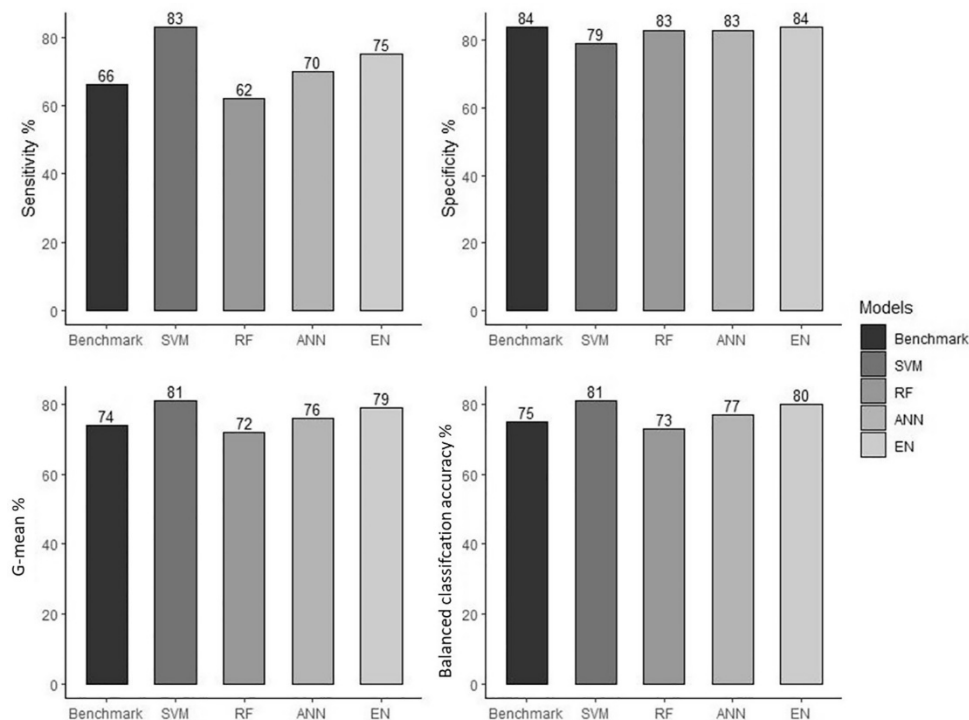 Sensitivity %
80
60
40
20
0
66
83
62
70
75
Benchmark SVM RF ANN EN
Specificity %
80
60
40
20
0
84
79
83
83
84
Benchmark SVM RF ANN EN
G-mean %
80
60
40
20
0
74
81
72
76
79
Benchmark SVM RF ANN EN
Balanced classifcation accuracy %
80
60
40
20
0
75
81
73
77
80
Benchmark SVM RF ANN EN
Models
Benchmark
SVM
RF
ANN
EN